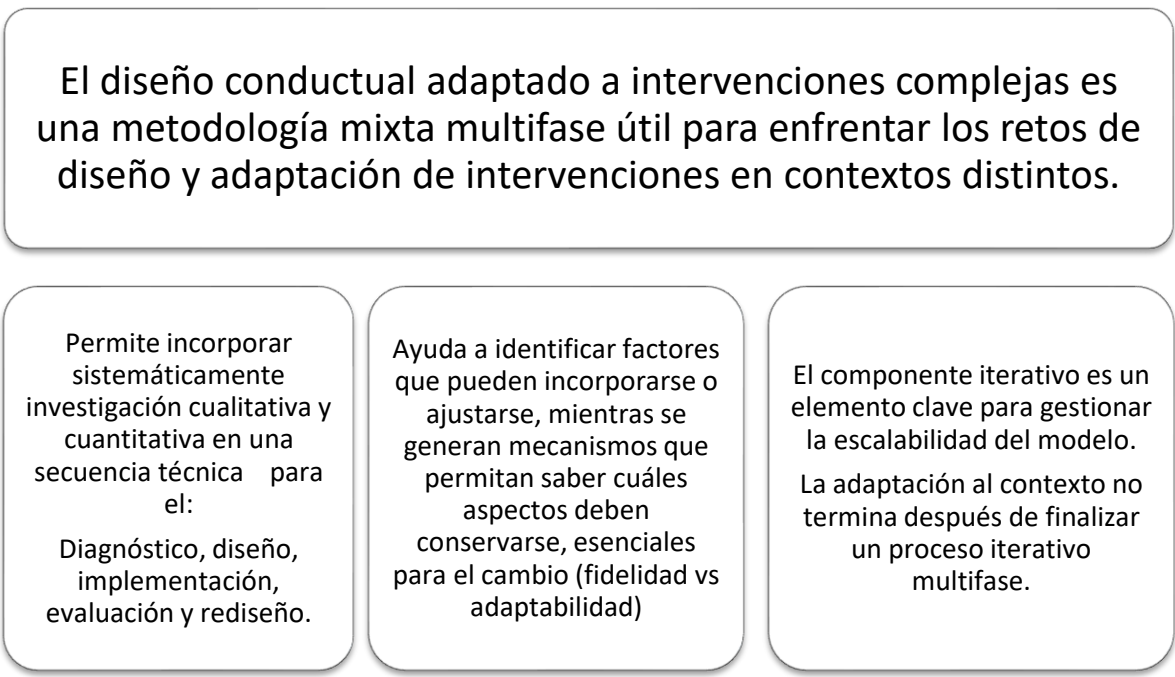 El diseño conductual adaptado a intervenciones complejas es
una metodología mixta multifase útil para enfrentar los retos de
diseño y adaptación de intervenciones en contextos distintos.
Permite incorporar
sistemáticamente
investigación cualitativa y
cuantitativa en una
secuencia técnica para
el:
Diagnóstico, diseño,
implementación,
evaluación y rediseño.
Ayuda a identificar factores
que pueden incorporarse o
ajustarse, mientras se
generan mecanismos que
permitan saber cuáles
aspectos deben
conservarse, esenciales
para el cambio (fidelidad vs
adaptabilidad)
El componente iterativo es un
elemento clave para gestionar
la escalabilidad del modelo.
La adaptación al contexto no
termina después de finalizar
un proceso iterativo
multifase.